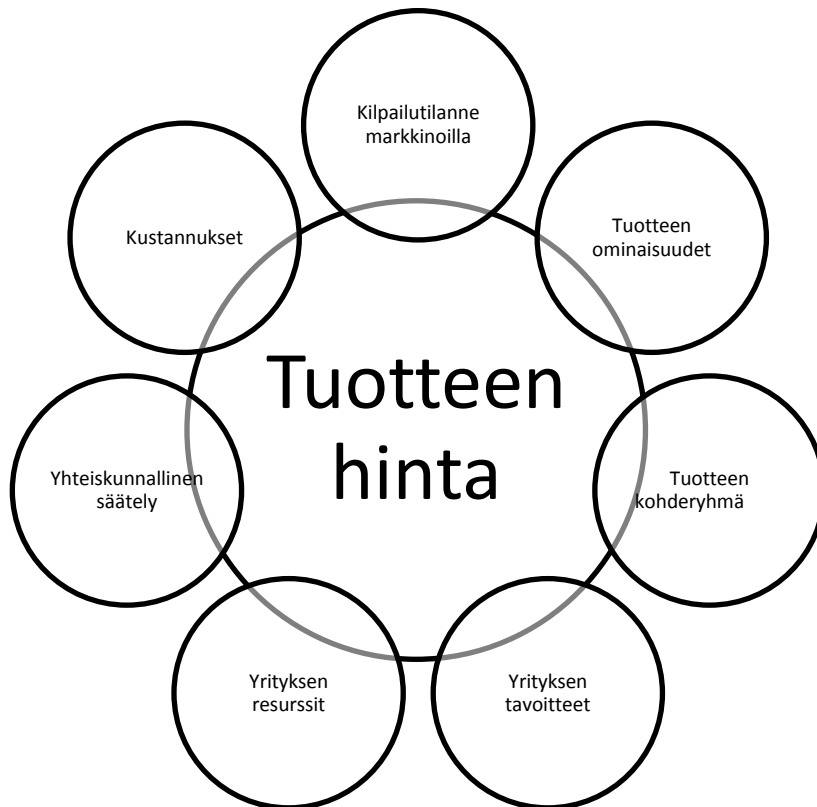 Kilpailutilanne
markkinoilla
Tuotteen
ominaisuudet
Tuotteen
kohderyhmä
Yrityksen
tavoitteet
Yrityksen
resurssit
Yhteiskunnallinen
säätely
Kustannukset
Tuotteen
hinta